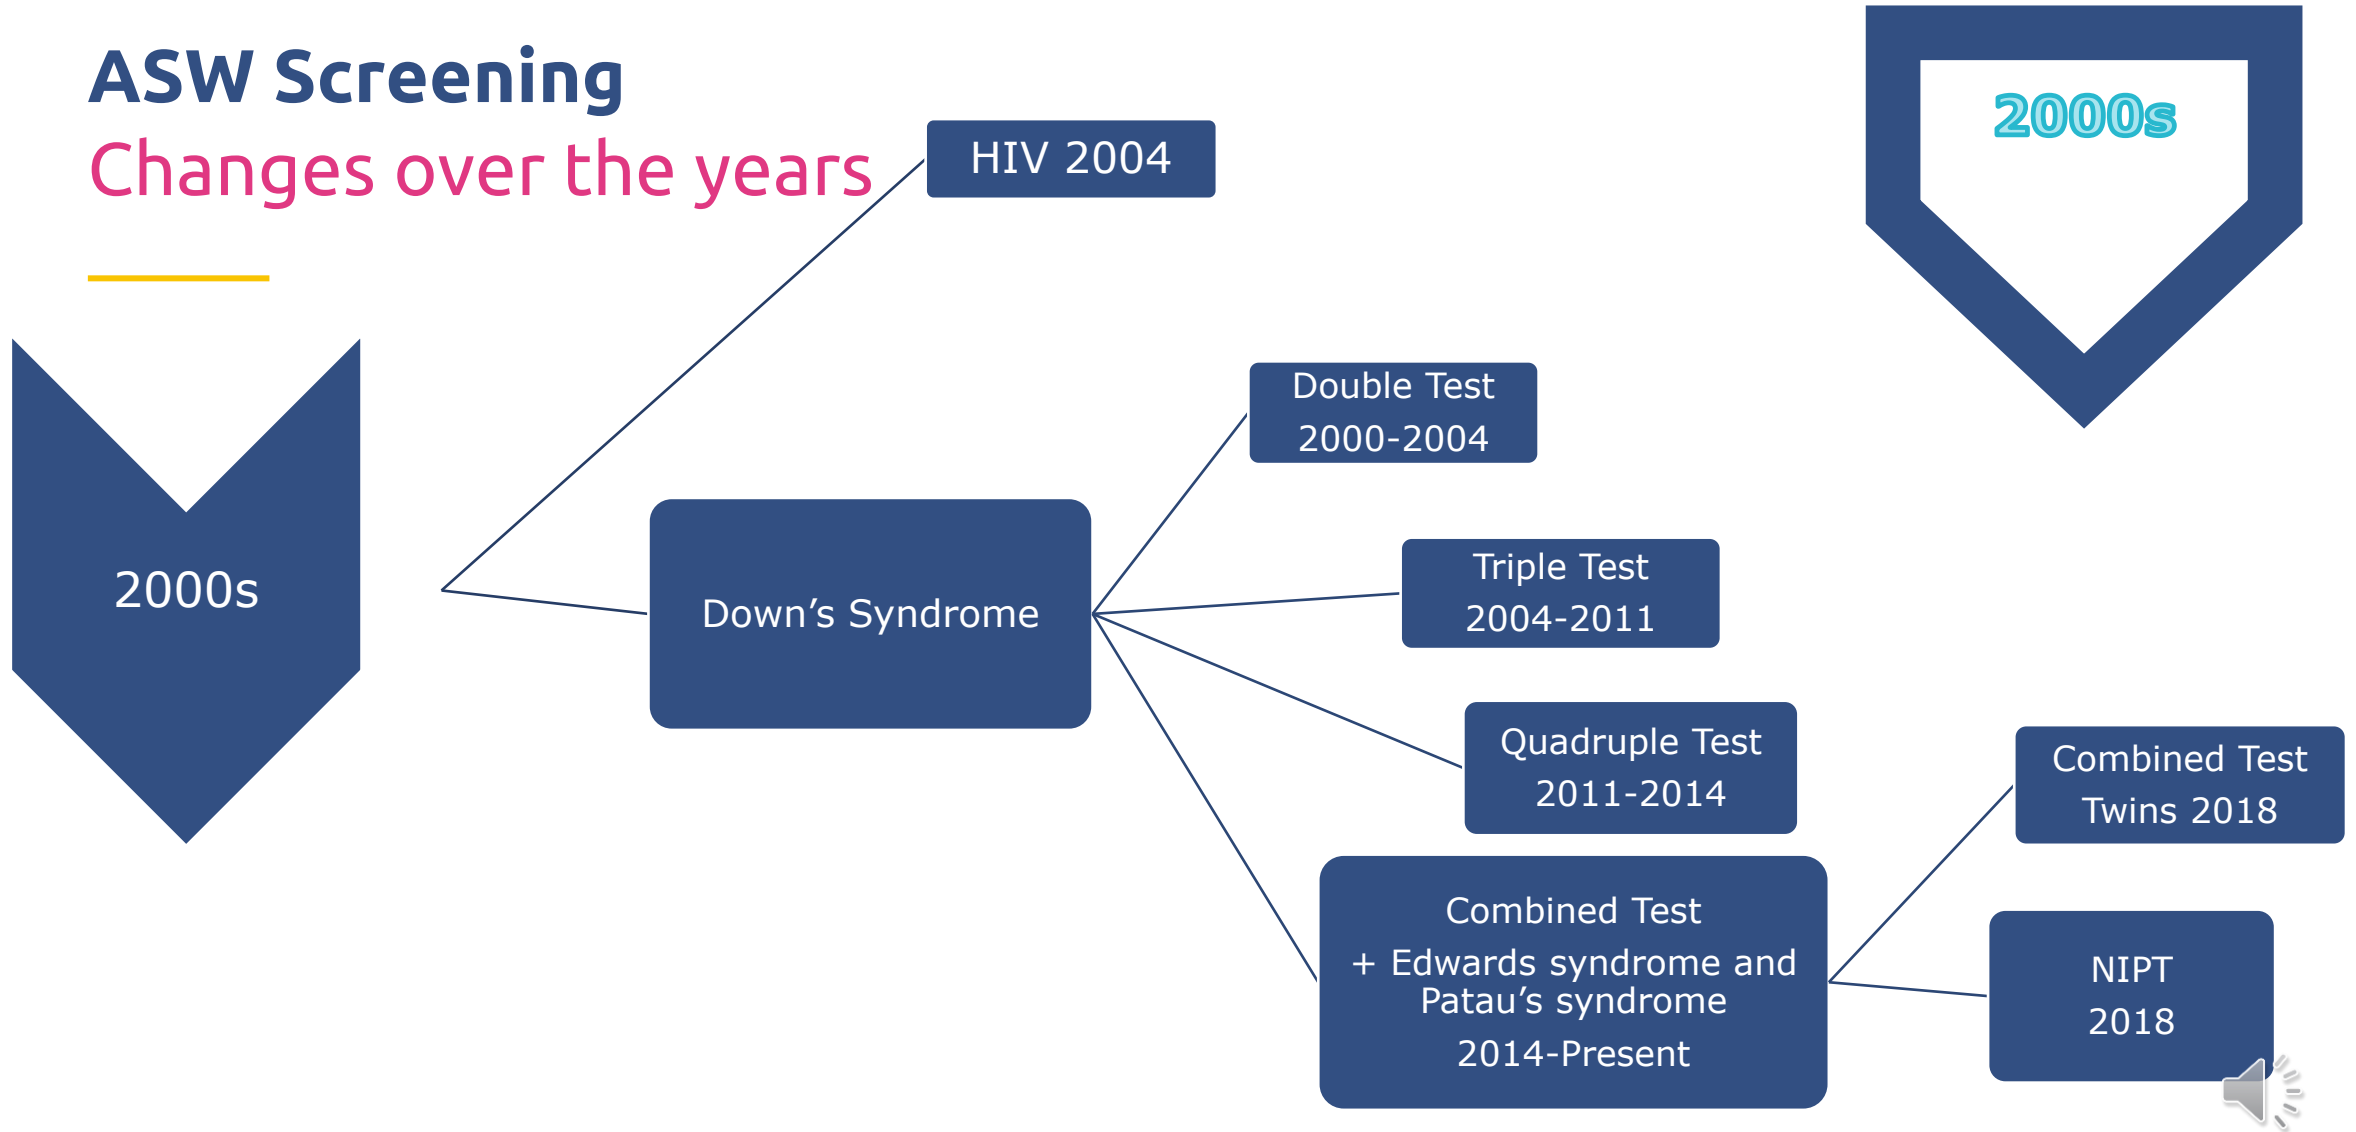 ASW Screening
Changes over the years
2000s
HIV 2004
2000s
Down’s Syndrome
Double Test
2000-2004
Triple Test
2004-2011
Quadruple Test
2011-2014
Combined Test
+ Edwards syndrome and
Patau’s syndrome
2014-Present
Combined Test
Twins 2018
NIPT
2018